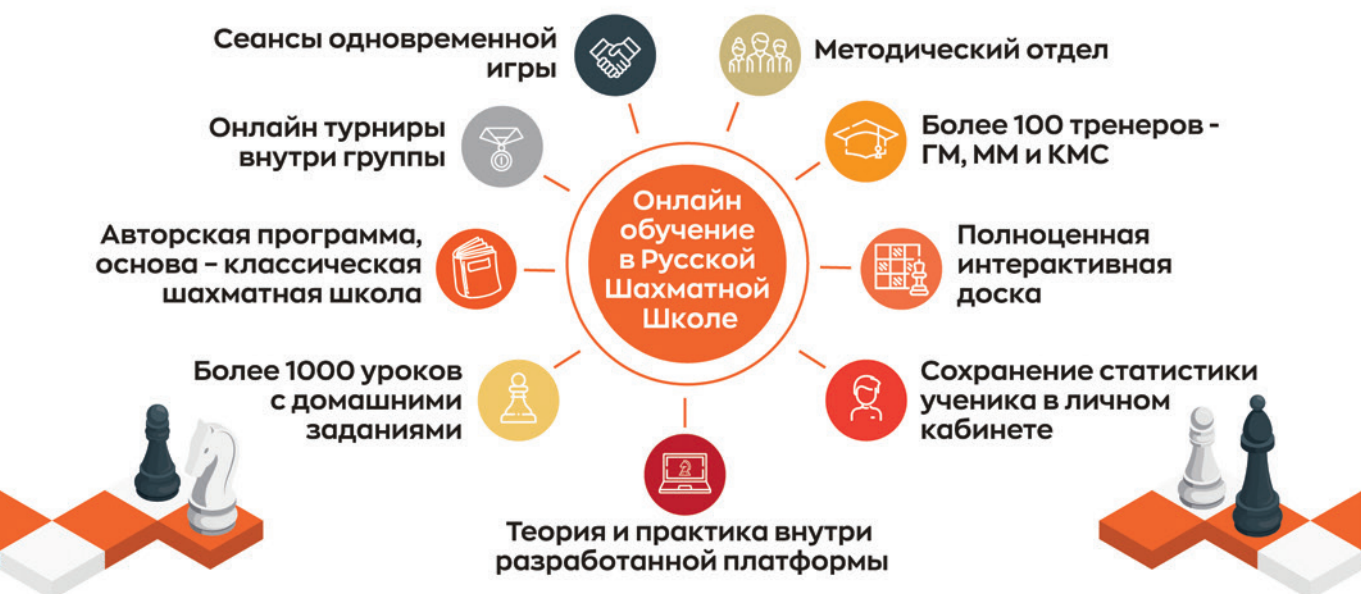 Сеансы одновременной
игры
Методический отдел
Онлайн турниры
внутри группы
Более 100 тренеров -
ГМ, ММ и КМС
Онлайн
обучение
в Русской
Шахматной
Школе
Авторская программа,
основа – классическая
шахматная школа
Полноценная
интерактивная
доска
Более 1000 уроков
с домашними
заданиями
Сохранение статистики
ученика в личном
кабинете
Теория и практика внутри
разработанной платформы